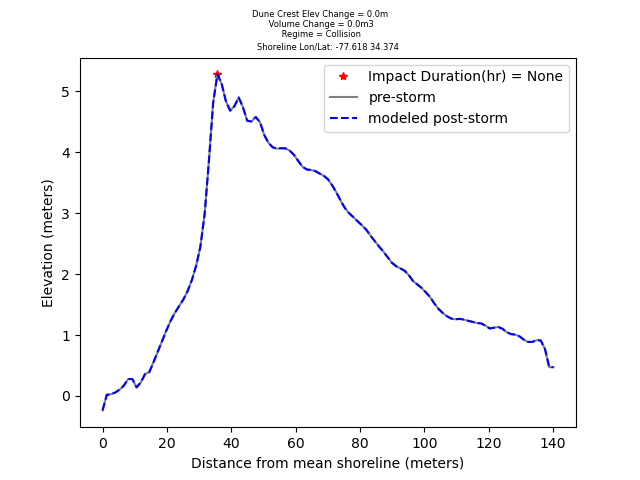 Dune Crest Elev Change = 0.0m
Volume Change = 0.0m3
Regime = Collision
Shoreline Lon/Lat: -77.618 34.374
Impact Duration(hr) = None
pre-storm
modeled post-storm
5
4
3
2
1
0
Elevation (meters)
0 20 40 60 80 100 120 140
Distance from mean shoreline (meters)